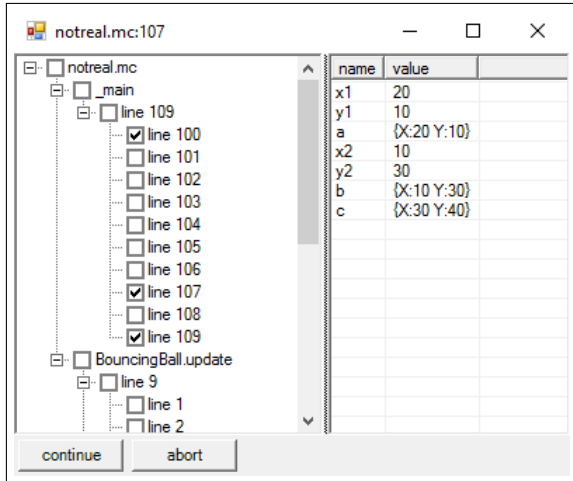 notreal.mc:107
notreal.mc
_main
line 109
line 100
line 101
line 102
line 103
line 104
line 105
line 106
line 107
line 108
line 109
BouncingBall.update
line 9
line 1
line 2
name value
x1 20
y1 10
a {X:20 Y:10}
x2 10
y2 30
b {X:10 Y:30}
c {X:30 Y:40}
continue abort